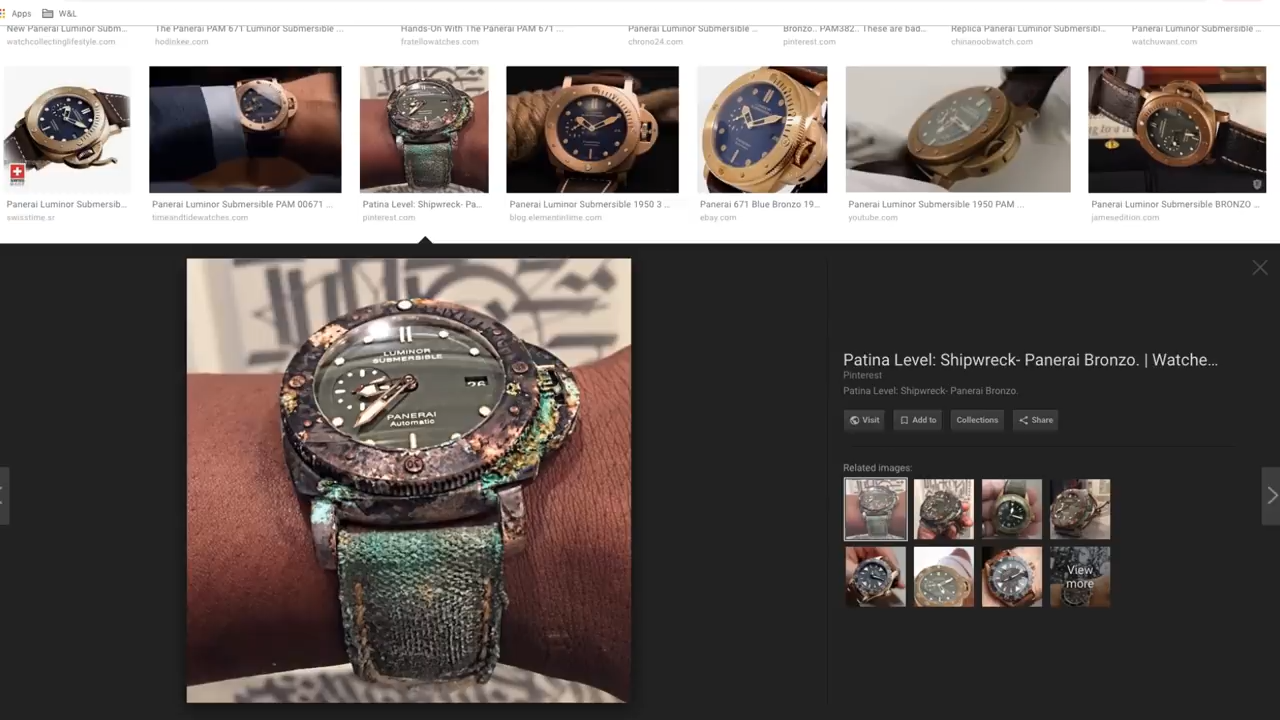 Apps W&L
New Panerai Luminor Subm...
watchcollectinglifestyle.com
The Panerai PAM 671 Luminor Submersible ...
hodinkee.com
Hands-On With The Panerai PAM 671 ...
fratellowatches.com
Panerai Luminor Submersible ...
chrono24.com
Bronzo.. PAM382.. These are bad...
pinterest.com
Replica Panerai Luminor Submersibl...
chinanoobwatch.com
Panerai Luminor Submersible ...
watchuwant.com
Panerai Luminor Submersib...
swisstime.sr
Panerai Luminor Submersible PAM 00671 ...
timeandtidewatches.com
Patina Level: Shipwreck- Pa...
pinterest.com
Panerai Luminor Submersible 1950 3 ...
blog.elementintime.com
Panerai 671 Blue Bronzo 19...
ebay.com
Panerai Luminor Submersible 1950 PAM ...
youtube.com
Panerai Luminor Submersible BRONZO ...
jamesedition.com
LUMINOR
SUBMERSIBLE
26
PANERAI
Automatic
Patina Level: Shipwreck- Panerai Bronzo. | Watche...
Pinterest
Patina Level: Shipwreck- Panerai Bronzo.
Visit Add to Collections Share
Related images:
View
more